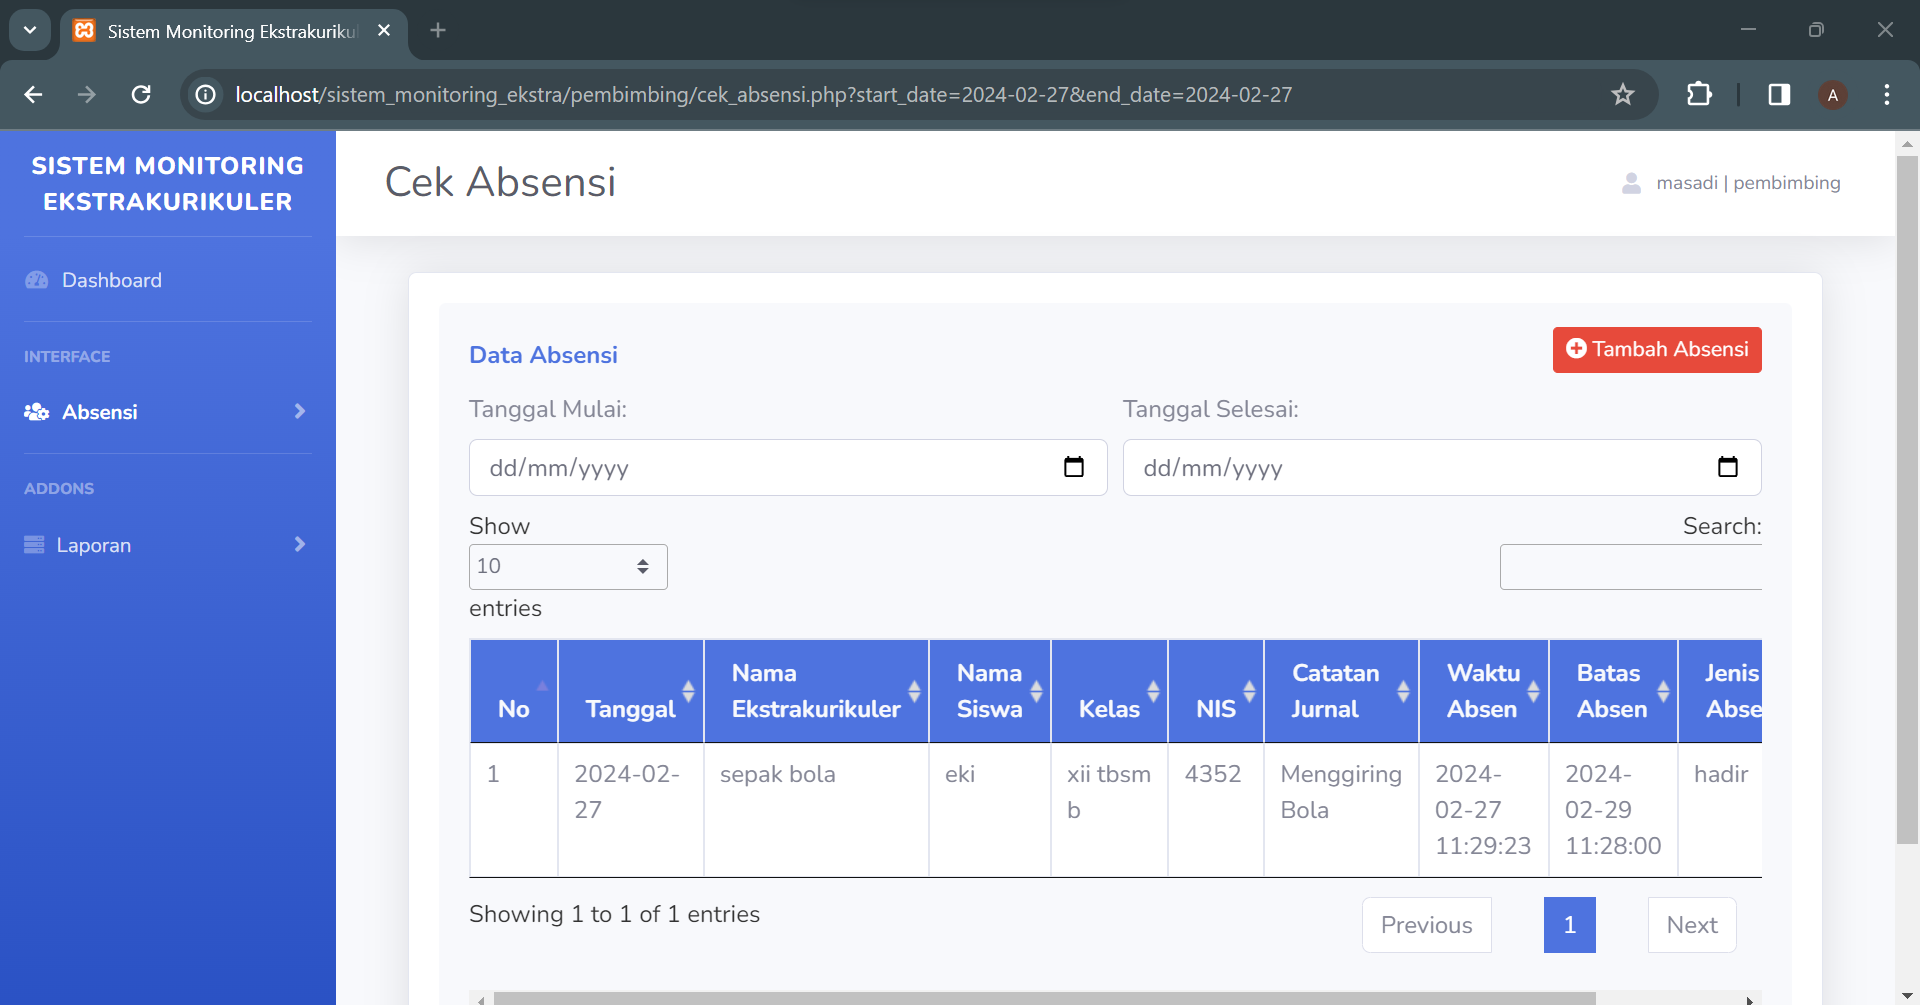 Sistem Monitoring Ekstrakuriku
localhost/sistem_monitoring_ekstra/pembimbing/cek_absensi.php?start_date=2024-02-27&end_date=2024-02-27
A
SISTEM MONITORING
EKSTRAKURIKULER
Dashboard
INTERFACE
Absensi
ADDONS
Laporan
Cek Absensi
masadi | pembimbing
Data Absensi
Tambah Absensi
Tanggal Mulai:
Tanggal Selesai:
dd/mm/yyyy
dd/mm/yyyy
Show
10
entries
Search:
No
Tanggal
Nama
Ekstrakurikuler
Nama
Siswa
Kelas
NIS
Catatan
Jurnal
Waktu
Absen
Batas
Absen
Jenis
Abse
1
2024-02-
27
sepak bola
eki
xii tbsm
b
4352
Menggiring
Bola
2024-
02-27
11:29:23
2024-
02-29
11:28:00
hadir
Showing 1 to 1 of 1 entries
Previous
1
Next